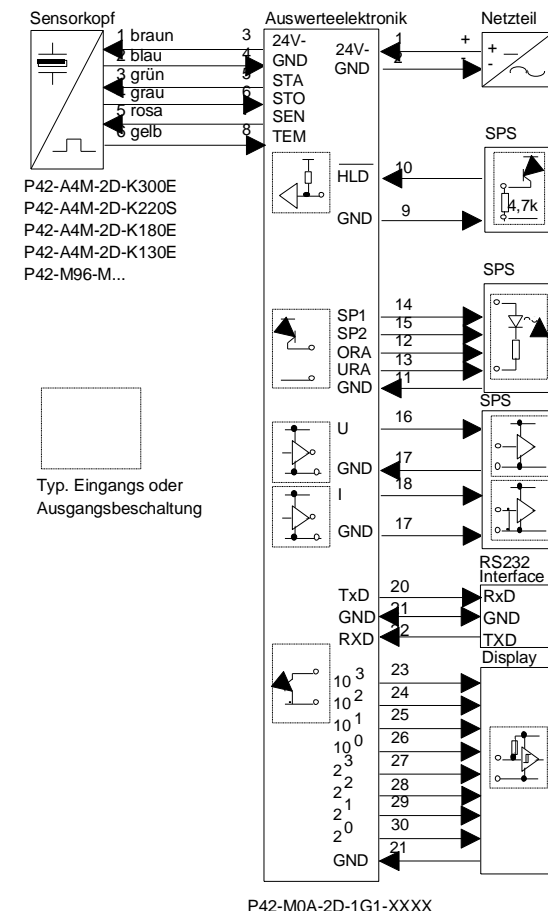 Sensorkopf Auswerteelektronik Netzteil
1 braun 3 24V-
2 blau 4 GND
3 grün 5 STA
4 grau 6 STO
5 rosa 7 SEN
6 gelb 8 TEM
24V- 1 + + -
GND 2 - -
P42-A4M-2D-K300E
P42-A4M-2D-K220S
P42-A4M-2D-K180E
P42-A4M-2D-K130E
P42-M96-M...
SPS
HLD 10
4,7k
GND 9
SPS
SP1 14
SP2 15
ORA 12
URA 13
GND 11
SPS
U 16
GND 17
I 18
GND 17
Typ. Eingangs oder
Ausgangsbeschaltung
RS232
Interface
TxD 20 RxD
GND 21 GND
RXD 22 TXD
Display
10 3 23
10 2 24
10 1 25
10 0 26
2 3 27
2 2 28
2 1 29
2 0 30
GND 21
P42-M0A-2D-1G1-XXXX